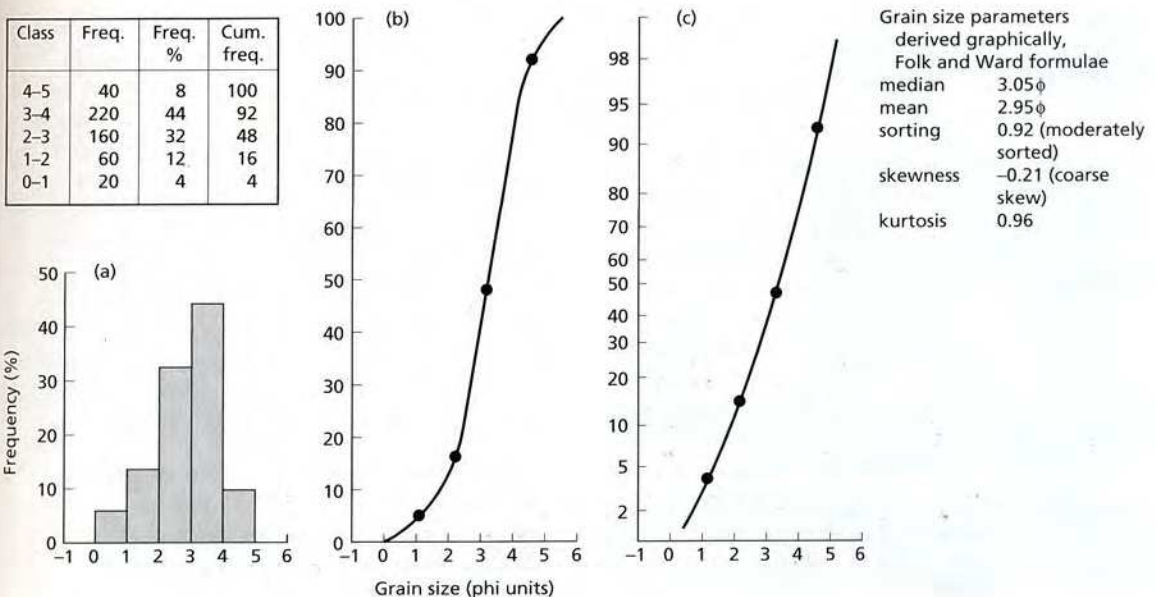 Class Freq. Freq. % Cum. freq.
4–5 40 8 100
3–4 220 44 92
2–3 160 32 48
1–2 60 12 16
0–1 20 4 4
(a)
50
40
30
20
10
0
Frequency (%)
–1 0 1 2 3 4 5 6
(b)
100
90
80
70
60
50
40
30
20
10
0
–1 0 1 2 3 4 5 6
Grain size (phi units)
(c)
98
95
90
80
70
60
50
40
30
20
10
5
2
–1 0 1 2 3 4 5 6
Grain size parameters
derived graphically,
Folk and Ward formulae
median 3.05ϕ
mean 2.95ϕ
sorting 0.92 (moderately
sorted)
skewness –0.21 (coarse
skew)
kurtosis 0.96